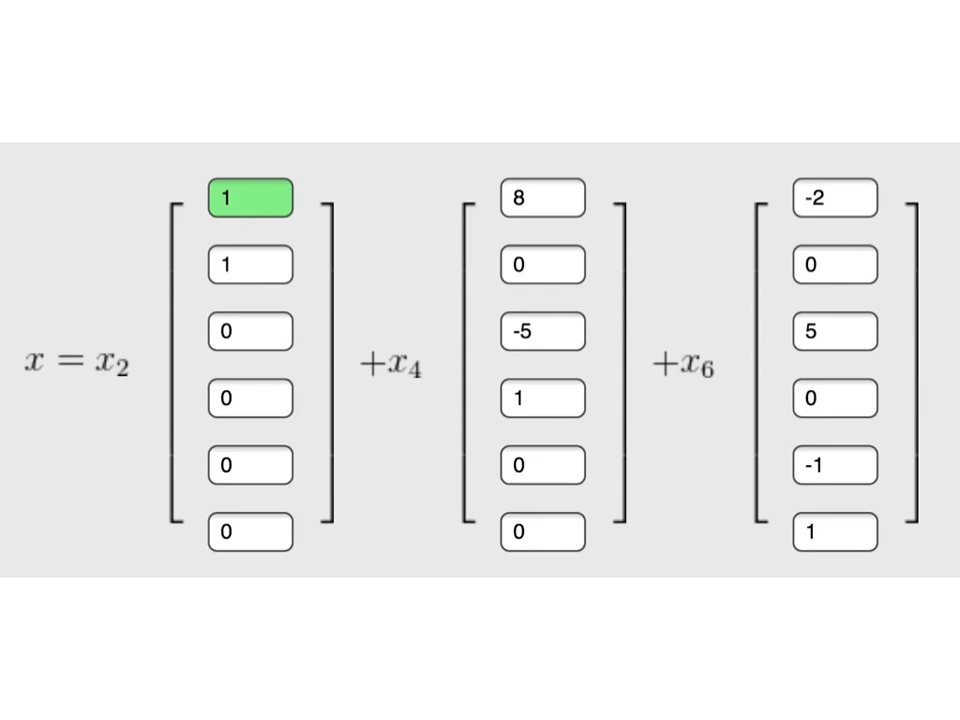 1 8 -2
1 0 0
0 -5 5
x = x₂ +x₄ +x₆
0 1 0
0 0 -1
0 0 1